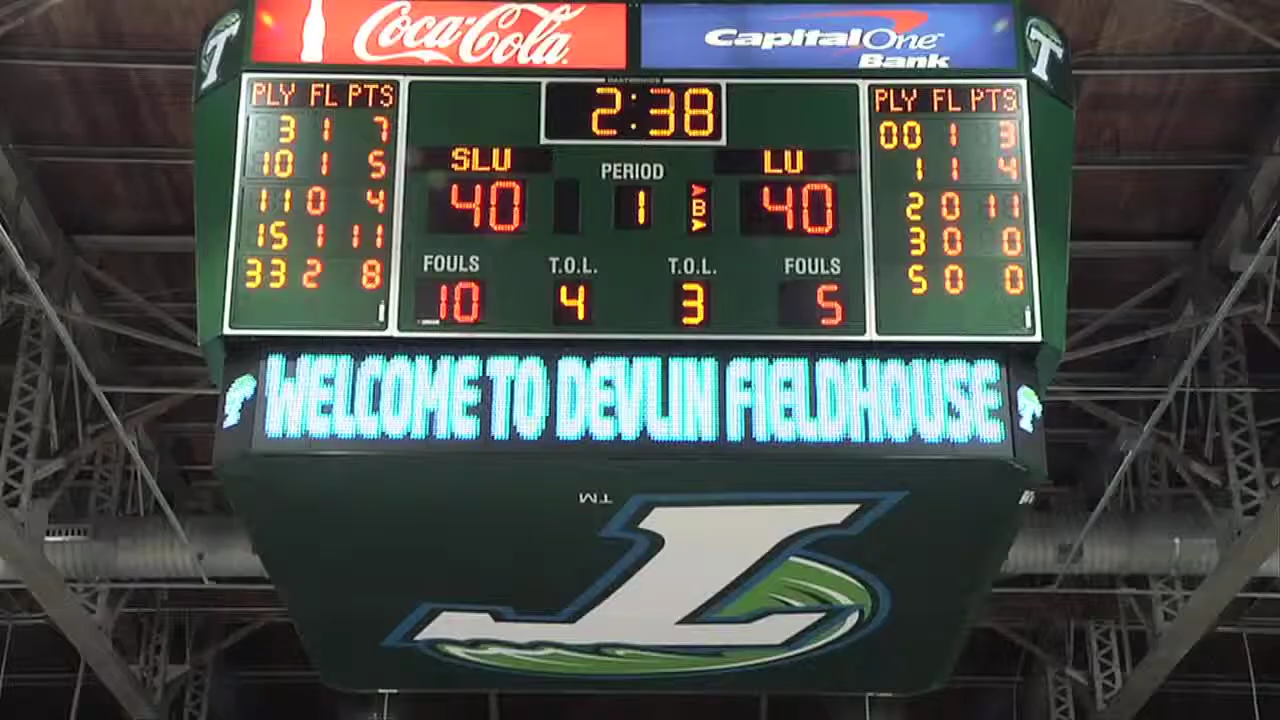 Coca-Cola
CapitalOne
Bank
PLY FL PTS
3 1 7
10 1 5
11 0 4
15 1 11
33 2 8
2:38
SLU
LU
PERIOD
40
1
B
40
FOULS
T.O.L.
T.O.L.
FOULS
10
4
3
5
PLY FL PTS
00 1 3
1 1 4
2 0 11
3 0 0
5 0 0
WELCOME TO DEVLIN FIELDHOUSE
TM
T